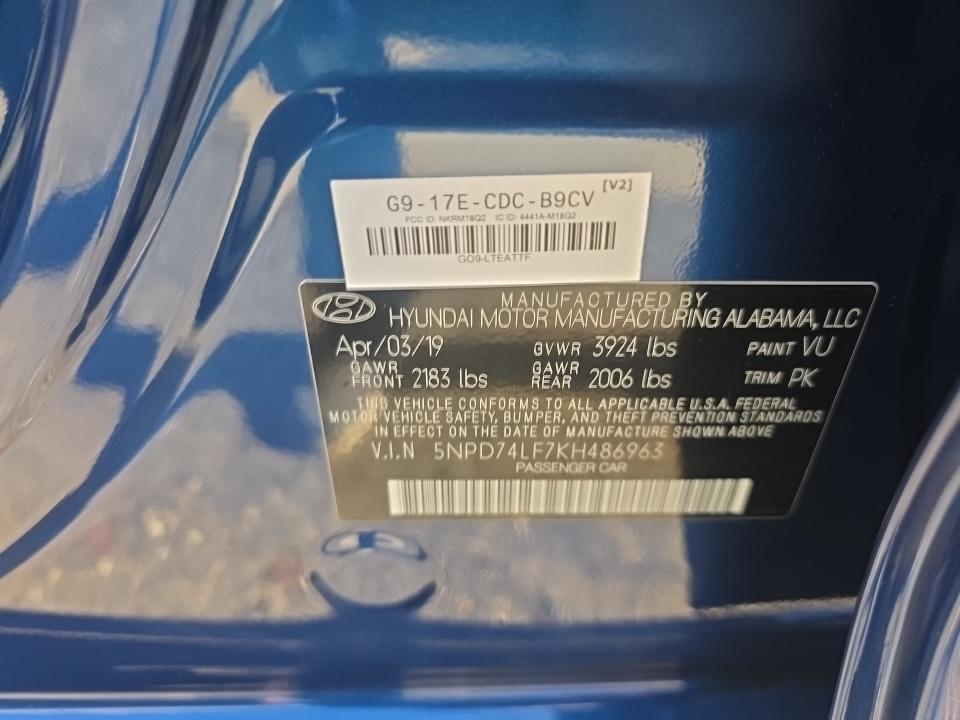 [V2]
G9-17E-CDC-B9CV
FCC ID: NKRM18Q2 IC ID: 4441A-M18Q2
GO9-LTEATTF
MANUFACTURED BY
HYUNDAI MOTOR MANUFACTURING ALABAMA, LLC
Apr/03/19 GVWR 3924 lbs PAINT VU
GAWR FRONT 2183 lbs GAWR REAR 2006 lbs TRIM PK
THIS VEHICLE CONFORMS TO ALL APPLICABLE U.S.A. FEDERAL
MOTOR VEHICLE SAFETY, BUMPER, AND THEFT PREVENTION STANDARDS
IN EFFECT ON THE DATE OF MANUFACTURE SHOWN ABOVE
V.I.N 5NPD74LF7KH486963
PASSENGER CAR